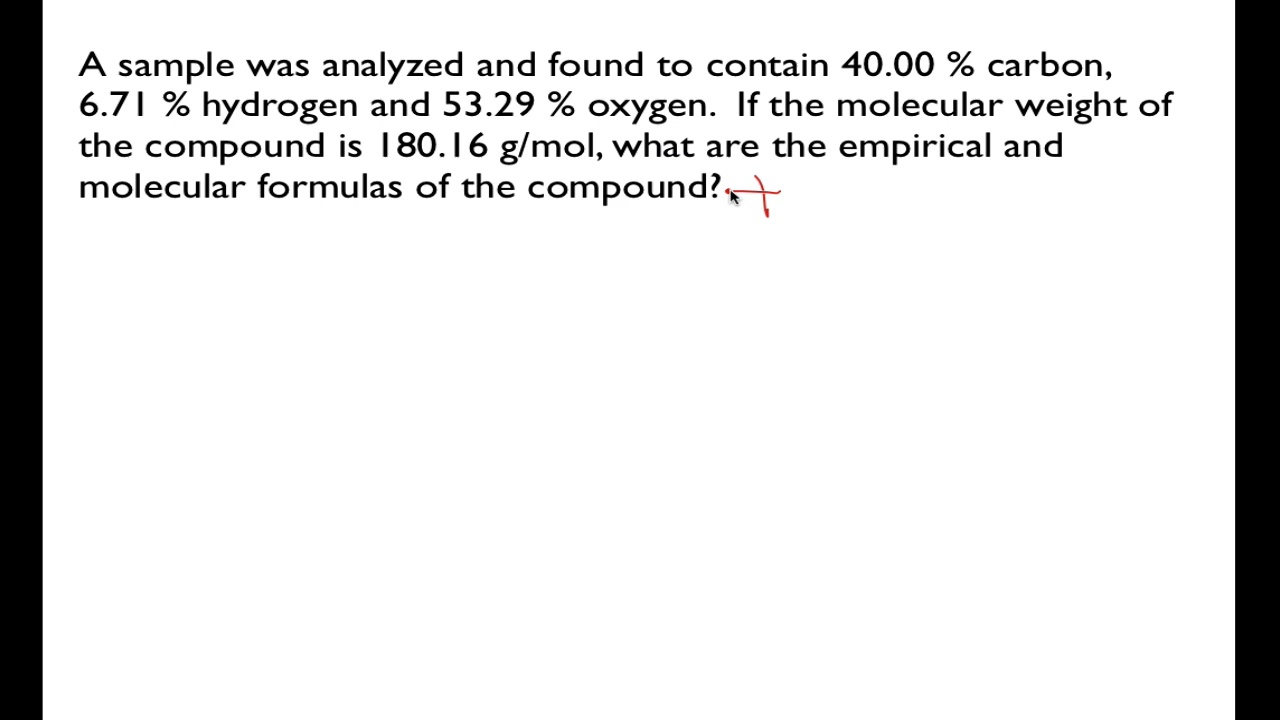 A sample was analyzed and found to contain 40.00 % carbon,
6.71 % hydrogen and 53.29 % oxygen.  If the molecular weight of
the compound is 180.16 g/mol, what are the empirical and
molecular formulas of the compound?